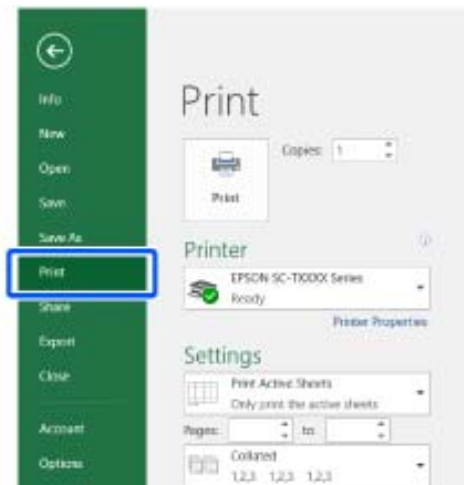 Info
New
Open
Save
Save As
Print
Share
Export
Close
Account
Options
Print
Copies: 1
Print
Printer
EPSON SC-TXXXX Series
Ready
Printer Properties
Settings
Print Active Sheets
Only print the active sheets
Pages: to
Collated
1,2,3 1,2,3 1,2,3